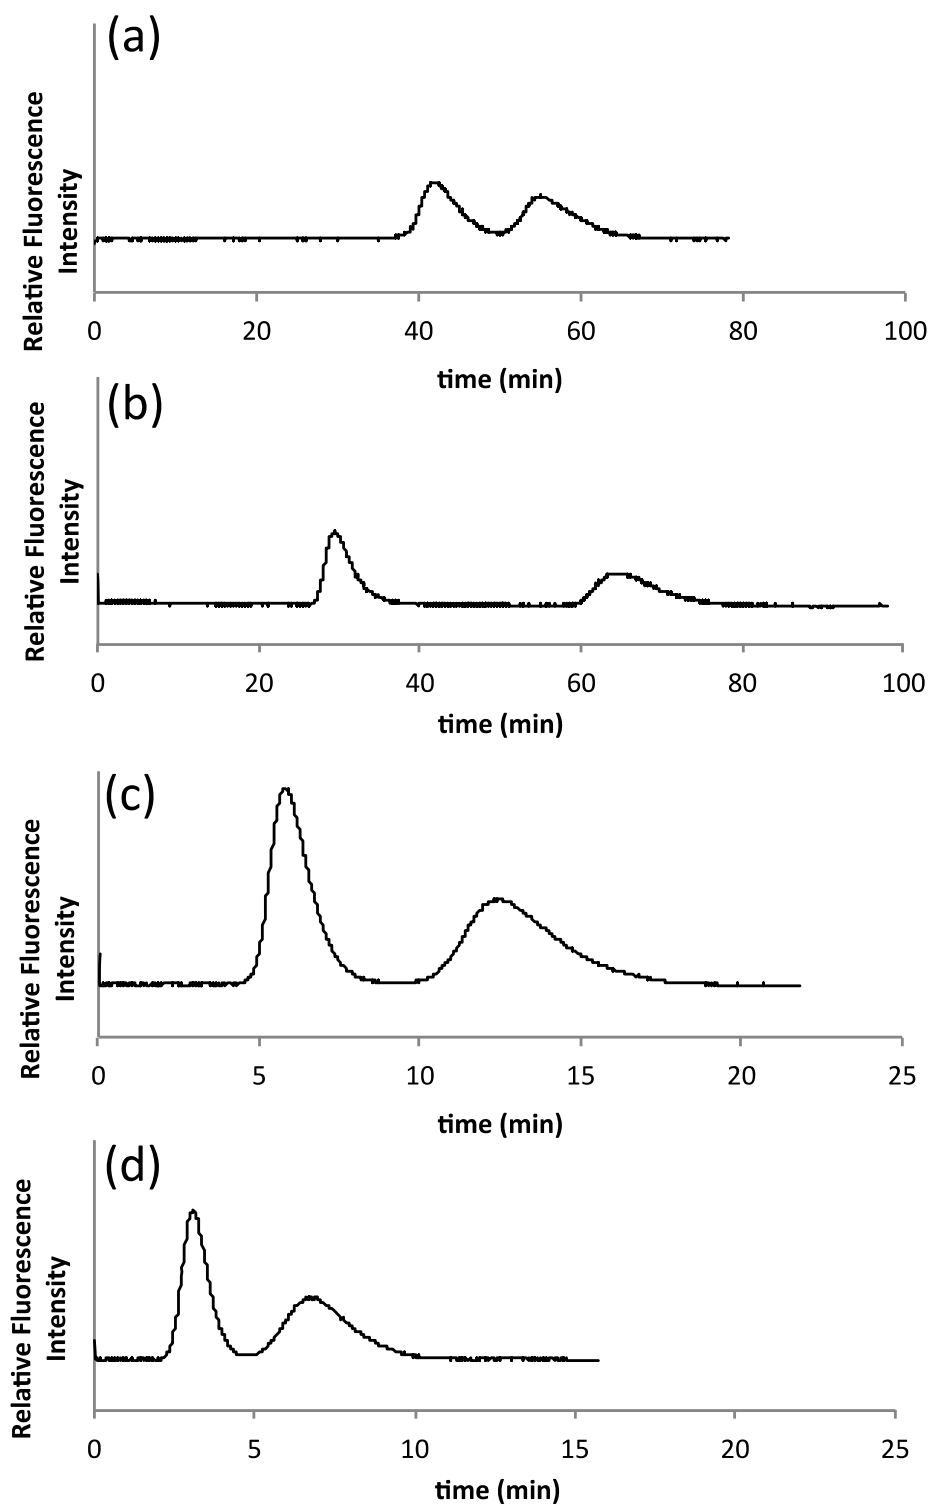 (a)
Relative Fluorescence
Intensity
0 20 40 60 80 100
time (min)
(b)
Relative Fluorescence
Intensity
0 20 40 60 80 100
time (min)
(c)
Relative Fluorescence
Intensity
0 5 10 15 20 25
time (min)
(d)
Relative Fluorescence
Intensity
0 5 10 15 20 25
time (min)